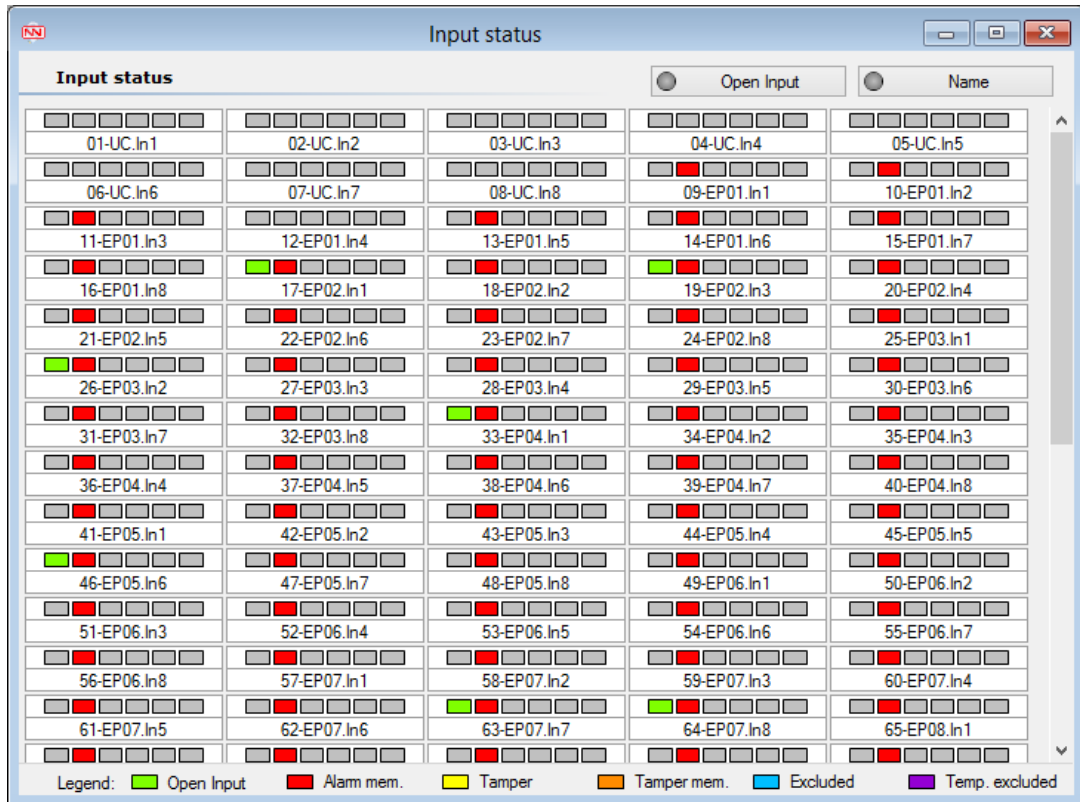 Input status
Input status Open Input Name
01-UC.In1 02-UC.In2 03-UC.In3 04-UC.In4 05-UC.In5
06-UC.In6 07-UC.In7 08-UC.In8 09-EP01.In1 10-EP01.In2
11-EP01.In3 12-EP01.In4 13-EP01.In5 14-EP01.In6 15-EP01.In7
16-EP01.In8 17-EP02.In1 18-EP02.In2 19-EP02.In3 20-EP02.In4
21-EP02.In5 22-EP02.In6 23-EP02.In7 24-EP02.In8 25-EP03.In1
26-EP03.In2 27-EP03.In3 28-EP03.In4 29-EP03.In5 30-EP03.In6
31-EP03.In7 32-EP03.In8 33-EP04.In1 34-EP04.In2 35-EP04.In3
36-EP04.In4 37-EP04.In5 38-EP04.In6 39-EP04.In7 40-EP04.In8
41-EP05.In1 42-EP05.In2 43-EP05.In3 44-EP05.In4 45-EP05.In5
46-EP05.In6 47-EP05.In7 48-EP05.In8 49-EP06.In1 50-EP06.In2
51-EP06.In3 52-EP06.In4 53-EP06.In5 54-EP06.In6 55-EP06.In7
56-EP06.In8 57-EP07.In1 58-EP07.In2 59-EP07.In3 60-EP07.In4
61-EP07.In5 62-EP07.In6 63-EP07.In7 64-EP07.In8 65-EP08.In1
Legend: Open Input Alarm mem. Tamper Tamper mem. Excluded Temp. excluded